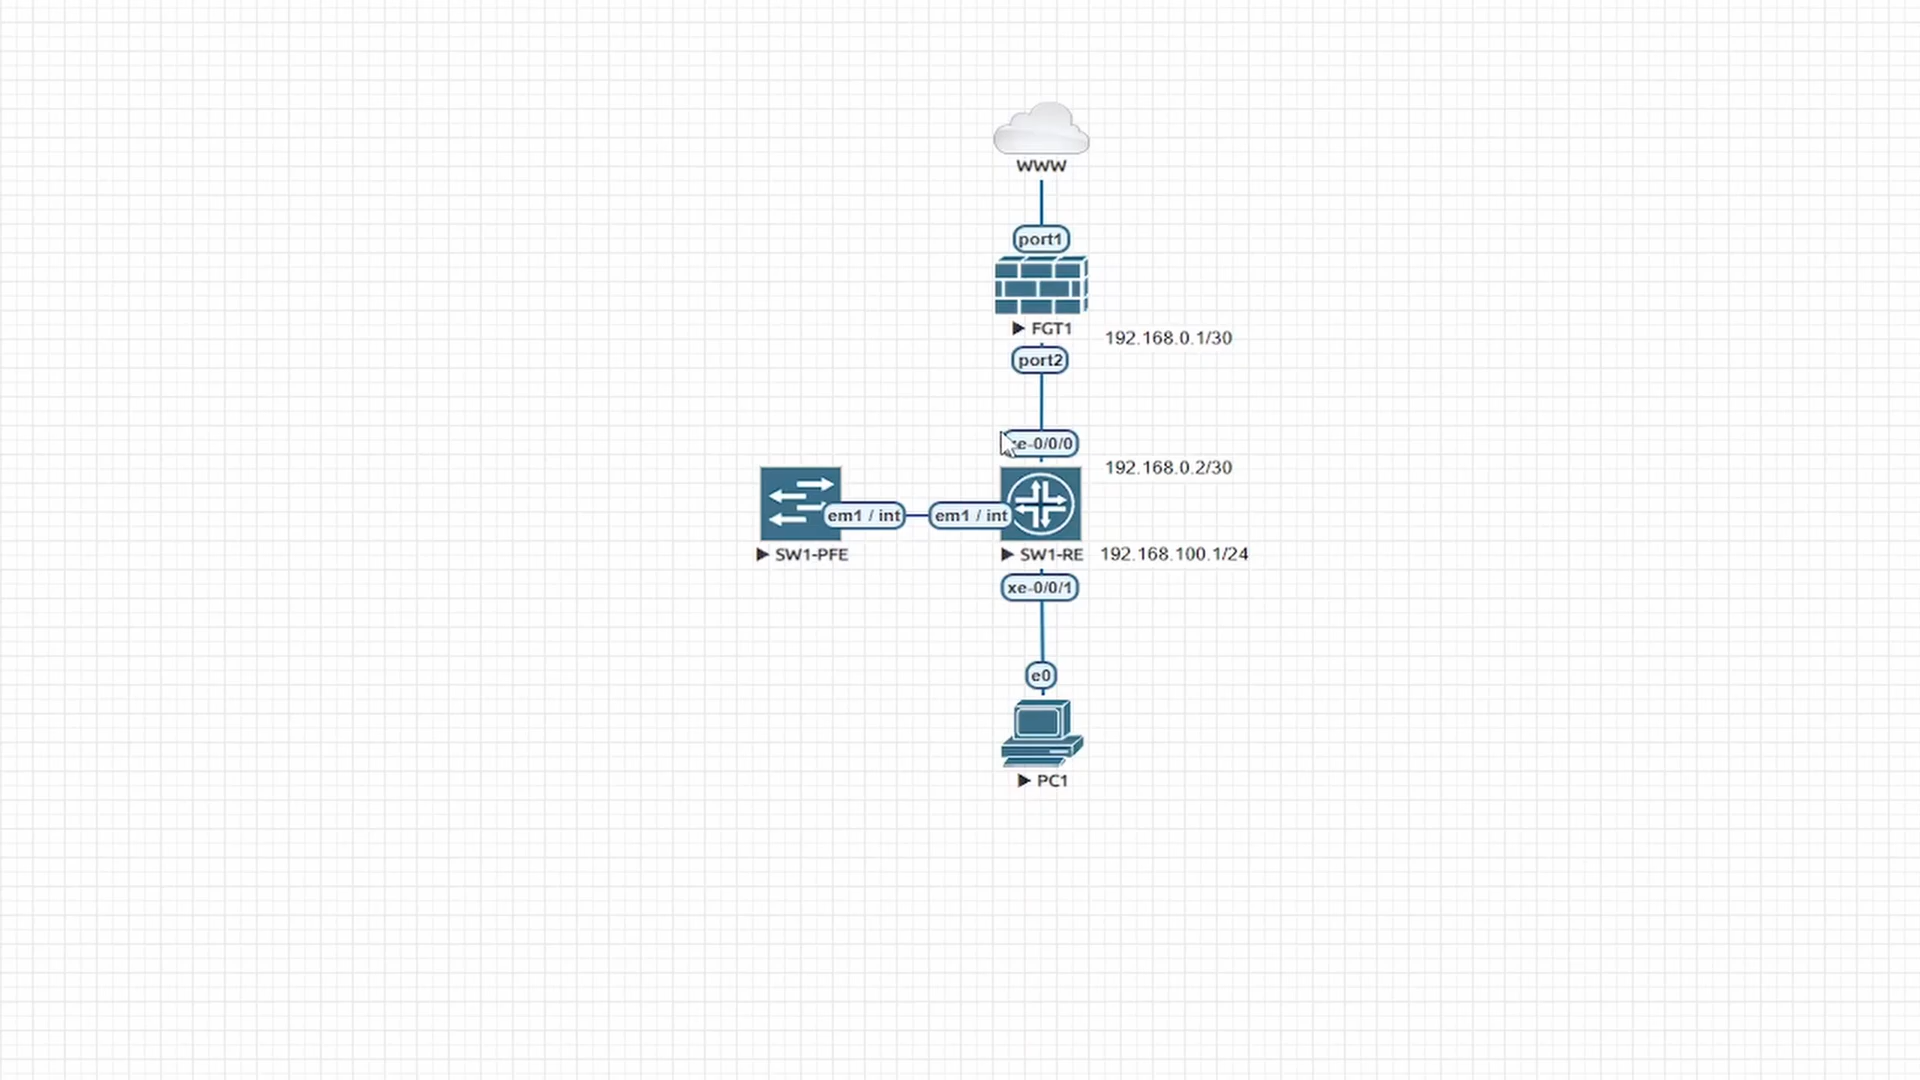 WWW
port1
FGT1
192.168.0.1/30
port2
xe-0/0/0
192.168.0.2/30
em1 / int
em1 / int
SW1-PFE
SW1-RE
192.168.100.1/24
xe-0/0/1
e0
PC1